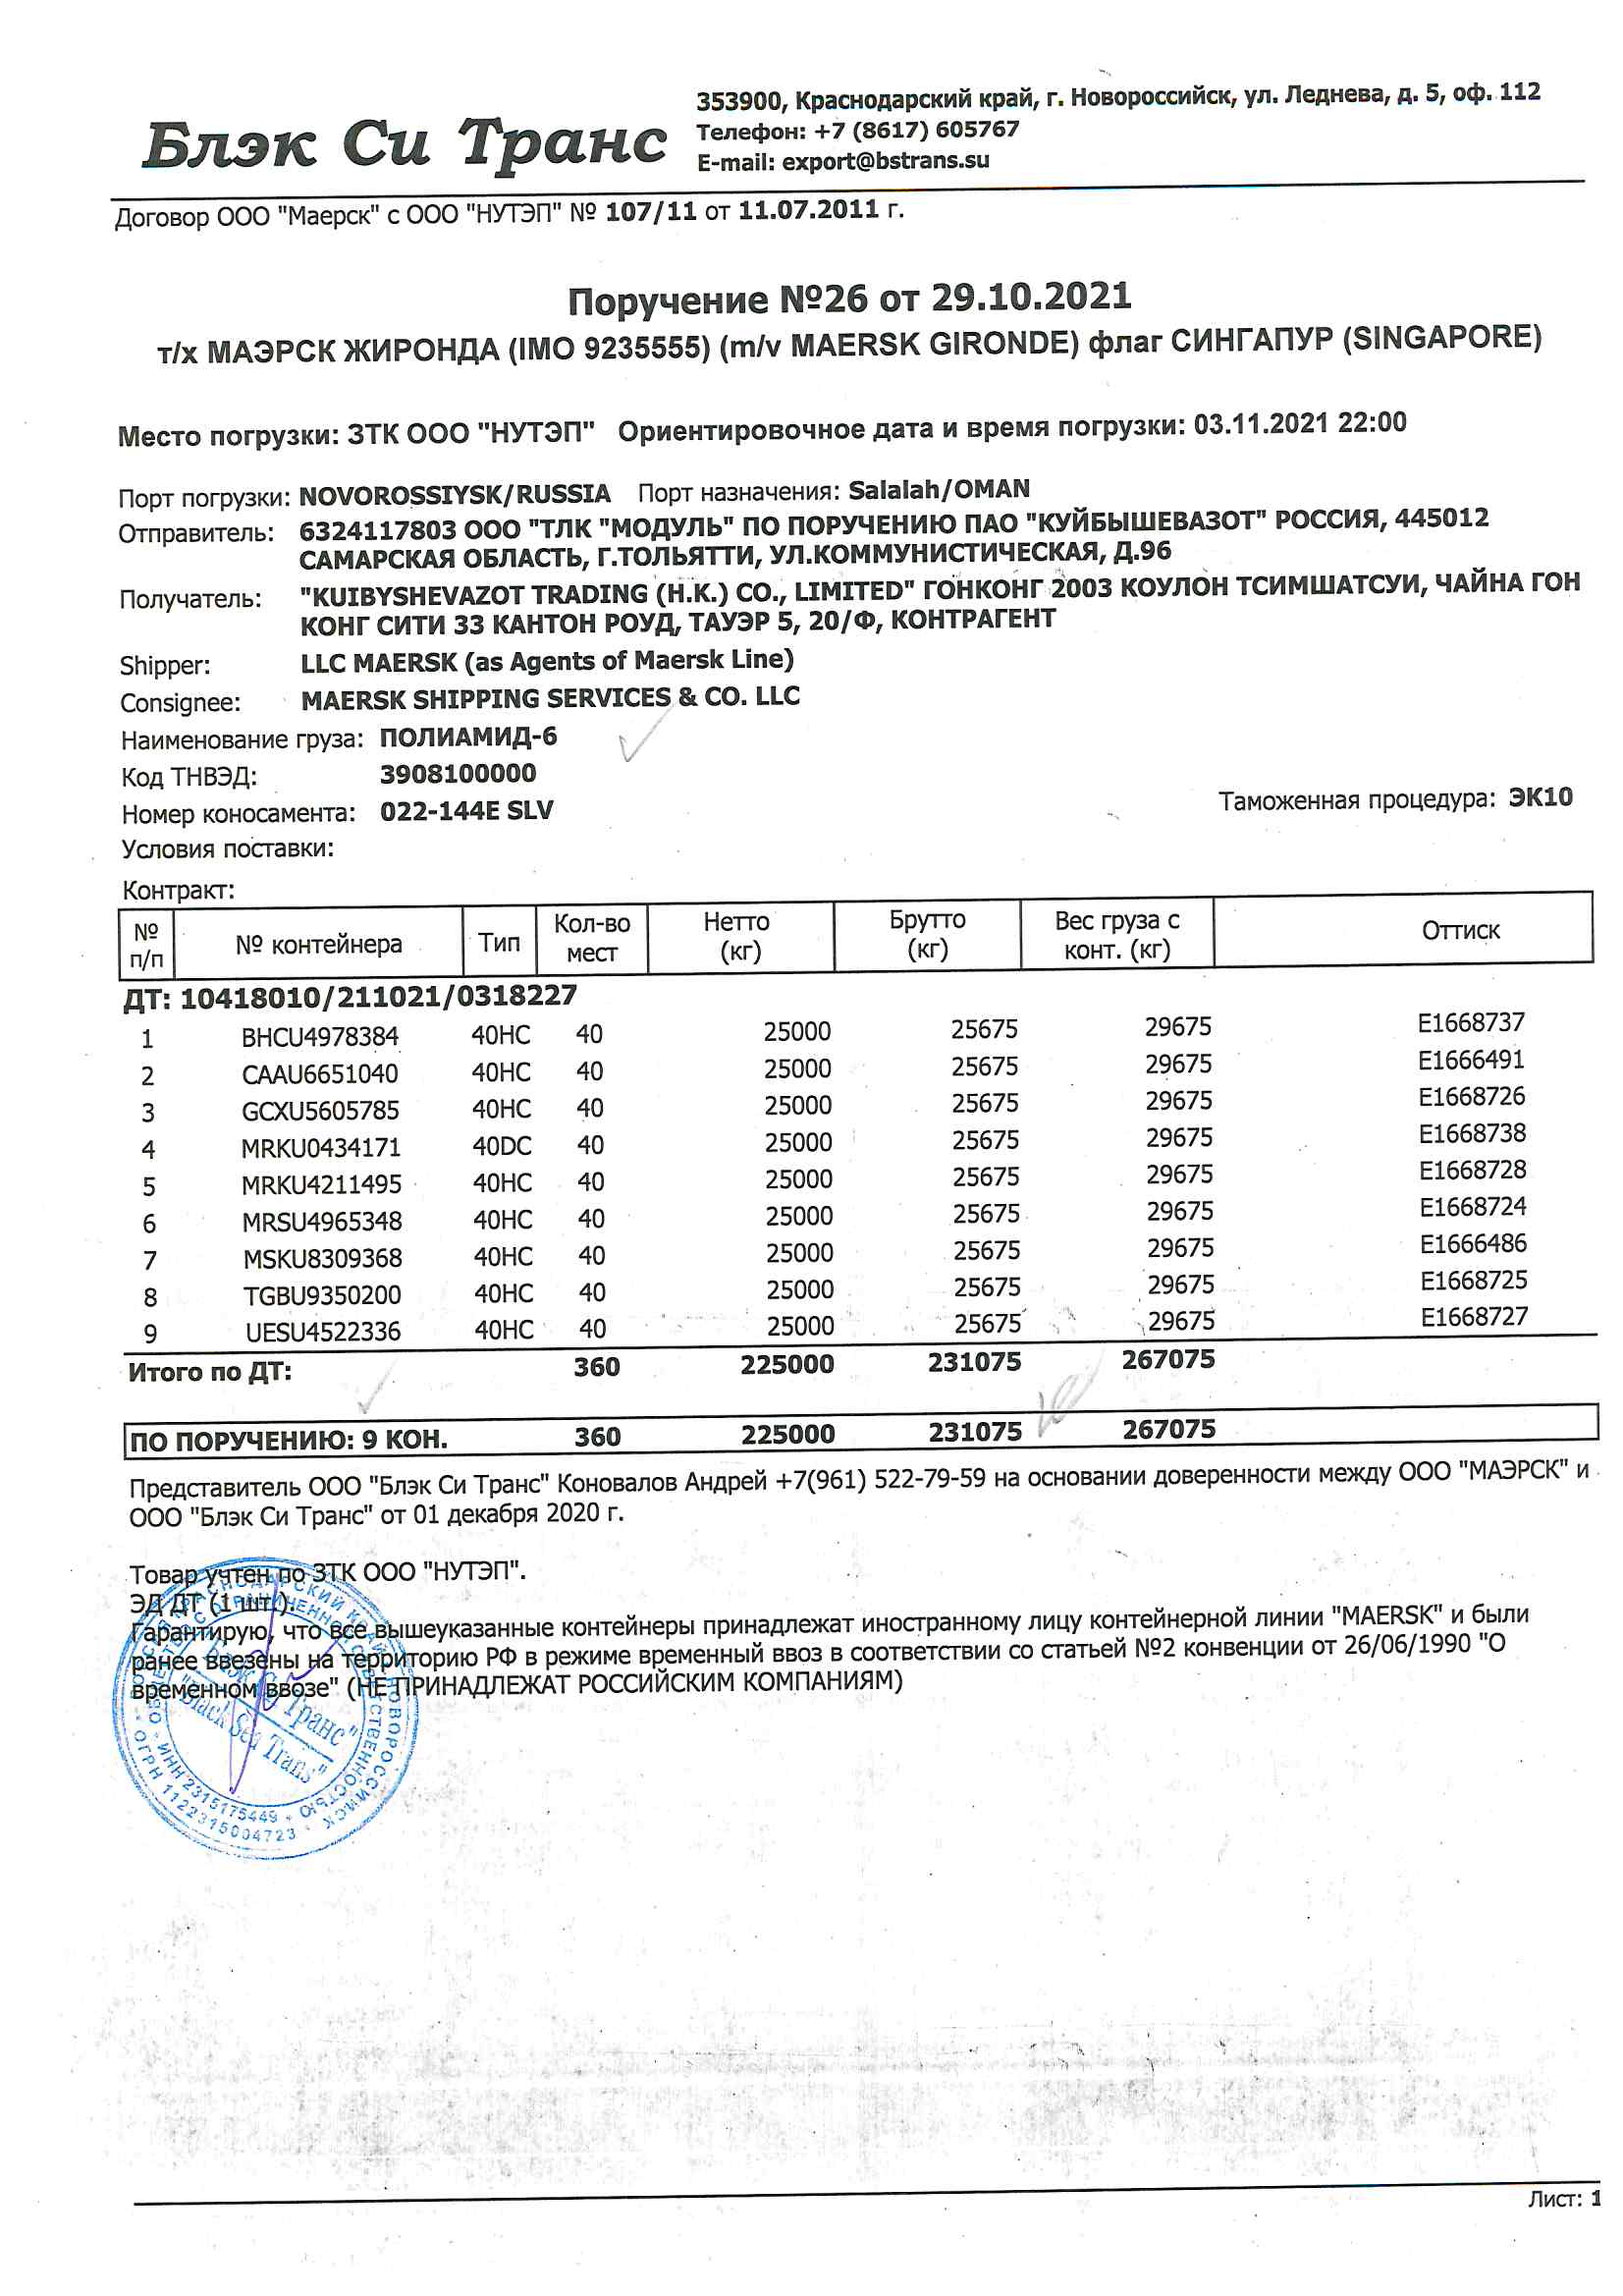 Блэк Си Транс
353900, Краснодарский край, г. Новороссийск, ул. Леднева, д. 5, оф. 112
Телефон: +7 (8617) 605767
E-mail: export@bstrans.su
Договор ООО "Маерск" с ООО "НУТЭП" № 107/11 от 11.07.2011 г.
Поручение №26 от 29.10.2021
т/х МАЭРСК ЖИРОНДА (IMO 9235555) (m/v MAERSK GIRONDE) флаг СИНГАПУР (SINGAPORE)
Место погрузки: ЗТК ООО "НУТЭП" Ориентировочное дата и время погрузки: 03.11.2021 22:00
Порт погрузки: NOVOROSSIYSK/RUSSIA Порт назначения: Salalah/OMAN
Отправитель: 6324117803 ООО "ТЛК "МОДУЛЬ" ПО ПОРУЧЕНИЮ ПАО "КУЙБЫШЕВАЗОТ" РОССИЯ, 445012
САМАРСКАЯ ОБЛАСТЬ, Г.ТОЛЬЯТТИ, УЛ.КОММУНИСТИЧЕСКАЯ, Д.96
Получатель: "KUIBYSHEVAZOT TRADING (H.K.) CO., LIMITED" ГОНКОНГ 2003 КОУЛОН ТСИМШАТСУИ, ЧАЙНА ГОН
КОНГ СИТИ 33 КАНТОН РОУД, ТАУЭР 5, 20/Ф, КОНТРАГЕНТ
Shipper: LLC MAERSK (as Agents of Maersk Line)
Consignee: MAERSK SHIPPING SERVICES & CO. LLC
Наименование груза: ПОЛИАМИД-6
Код ТНВЭД: 3908100000
Номер коносамента: 022-144E SLV Таможенная процедура: ЭК10
Условия поставки:
Контракт:
№ п/п № контейнера Тип Кол-во мест Нетто (кг) Брутто (кг) Вес груза с конт. (кг) Оттиск
ДТ: 10418010/211021/0318227
1 BHCU4978384 40HC 40 25000 25675 29675 E1668737
2 CAAU6651040 40HC 40 25000 25675 29675 E1666491
3 GCXU5605785 40HC 40 25000 25675 29675 E1668726
4 MRKU0434171 40DC 40 25000 25675 29675 E1668738
5 MRKU4211495 40HC 40 25000 25675 29675 E1668728
6 MRSU4965348 40HC 40 25000 25675 29675 E1668724
7 MSKU8309368 40HC 40 25000 25675 29675 E1666486
8 TGBU9350200 40HC 40 25000 25675 29675 E1668725
9 UESU4522336 40HC 40 25000 25675 29675 E1668727
Итого по ДТ: 360 225000 231075 267075
ПО ПОРУЧЕНИЮ: 9 КОН. 360 225000 231075 267075
Представитель ООО "Блэк Си Транс" Коновалов Андрей +7(961) 522-79-59 на основании доверенности между ООО "МАЭРСК" и
ООО "Блэк Си Транс" от 01 декабря 2020 г.
Товар учтен по ЗТК ООО "НУТЭП".
ЭД ДТ (1 шт.).
Гарантирую, что все вышеуказанные контейнеры принадлежат иностранному лицу контейнерной линии "MAERSK" и были
ранее ввезены на территорию РФ в режиме временный ввоз в соответствии со статьей №2 конвенции от 26/06/1990 "О
временном ввозе" (НЕ ПРИНАДЛЕЖАТ РОССИЙСКИМ КОМПАНИЯМ)
КРАСНОДАРСКИЙ КРАЙ НОВОРОССИЙСК
ОБЩЕСТВО С ОГРАНИЧЕННОЙ ОТВЕТСТВЕННОСТЬЮ
"Блэк Си Транс"
"Black Sea Trans"
ИНН 2315175449
ОГРН 1122315004723
Лист: 1